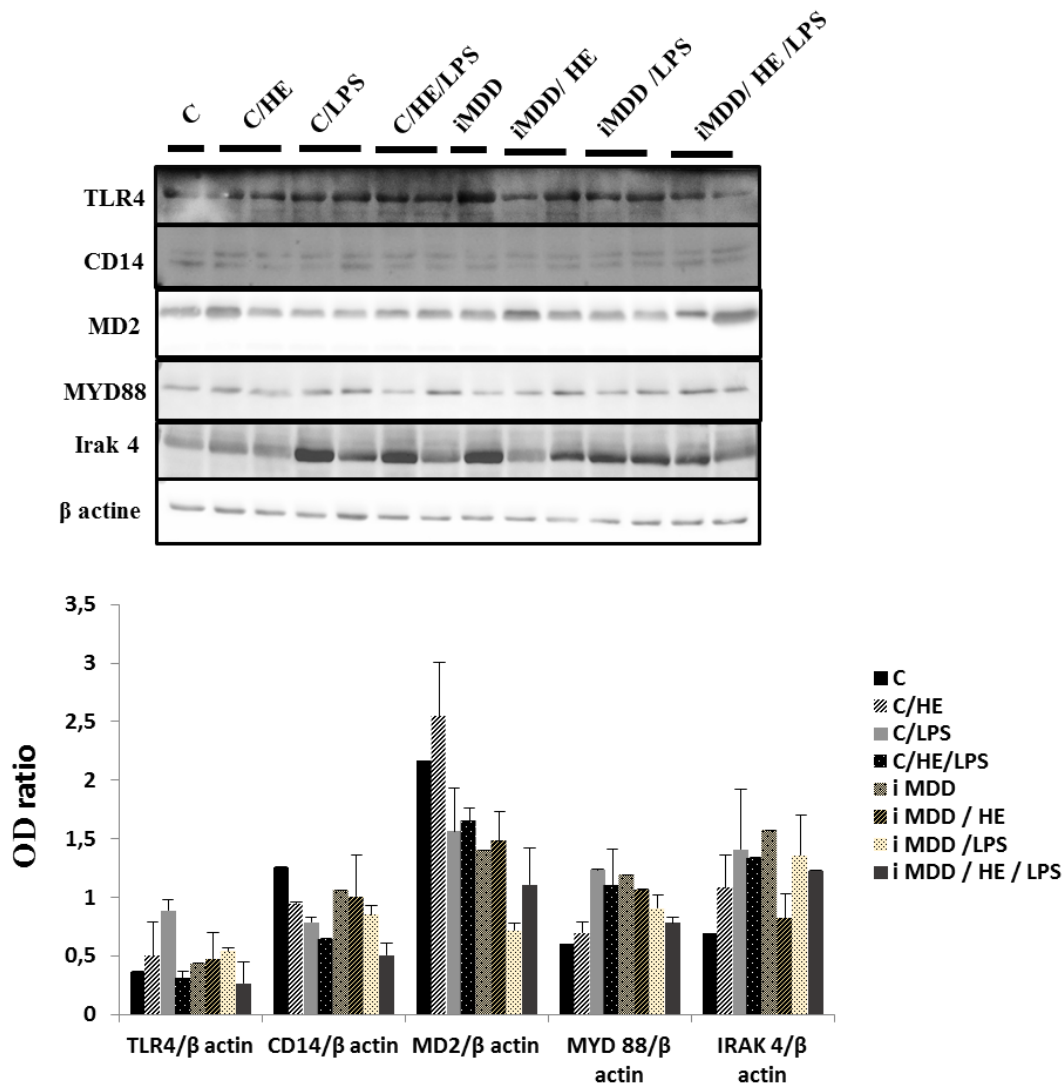 C
C/HE
C/LPS
C/HE/LPS
iMDD
iMDD/ HE
iMDD /LPS
iMDD/ HE /LPS
TLR4
CD14
MD2
MYD88
Irak 4
β actine
3,5
3
2,5
2
1,5
1
0,5
0
OD ratio
TLR4/β actin
CD14/β actin
MD2/β actin
MYD 88/β
actin
IRAK 4/β
actin
C
C/HE
C/LPS
C/HE/LPS
i MDD
i MDD / HE
i MDD /LPS
i MDD / HE / LPS